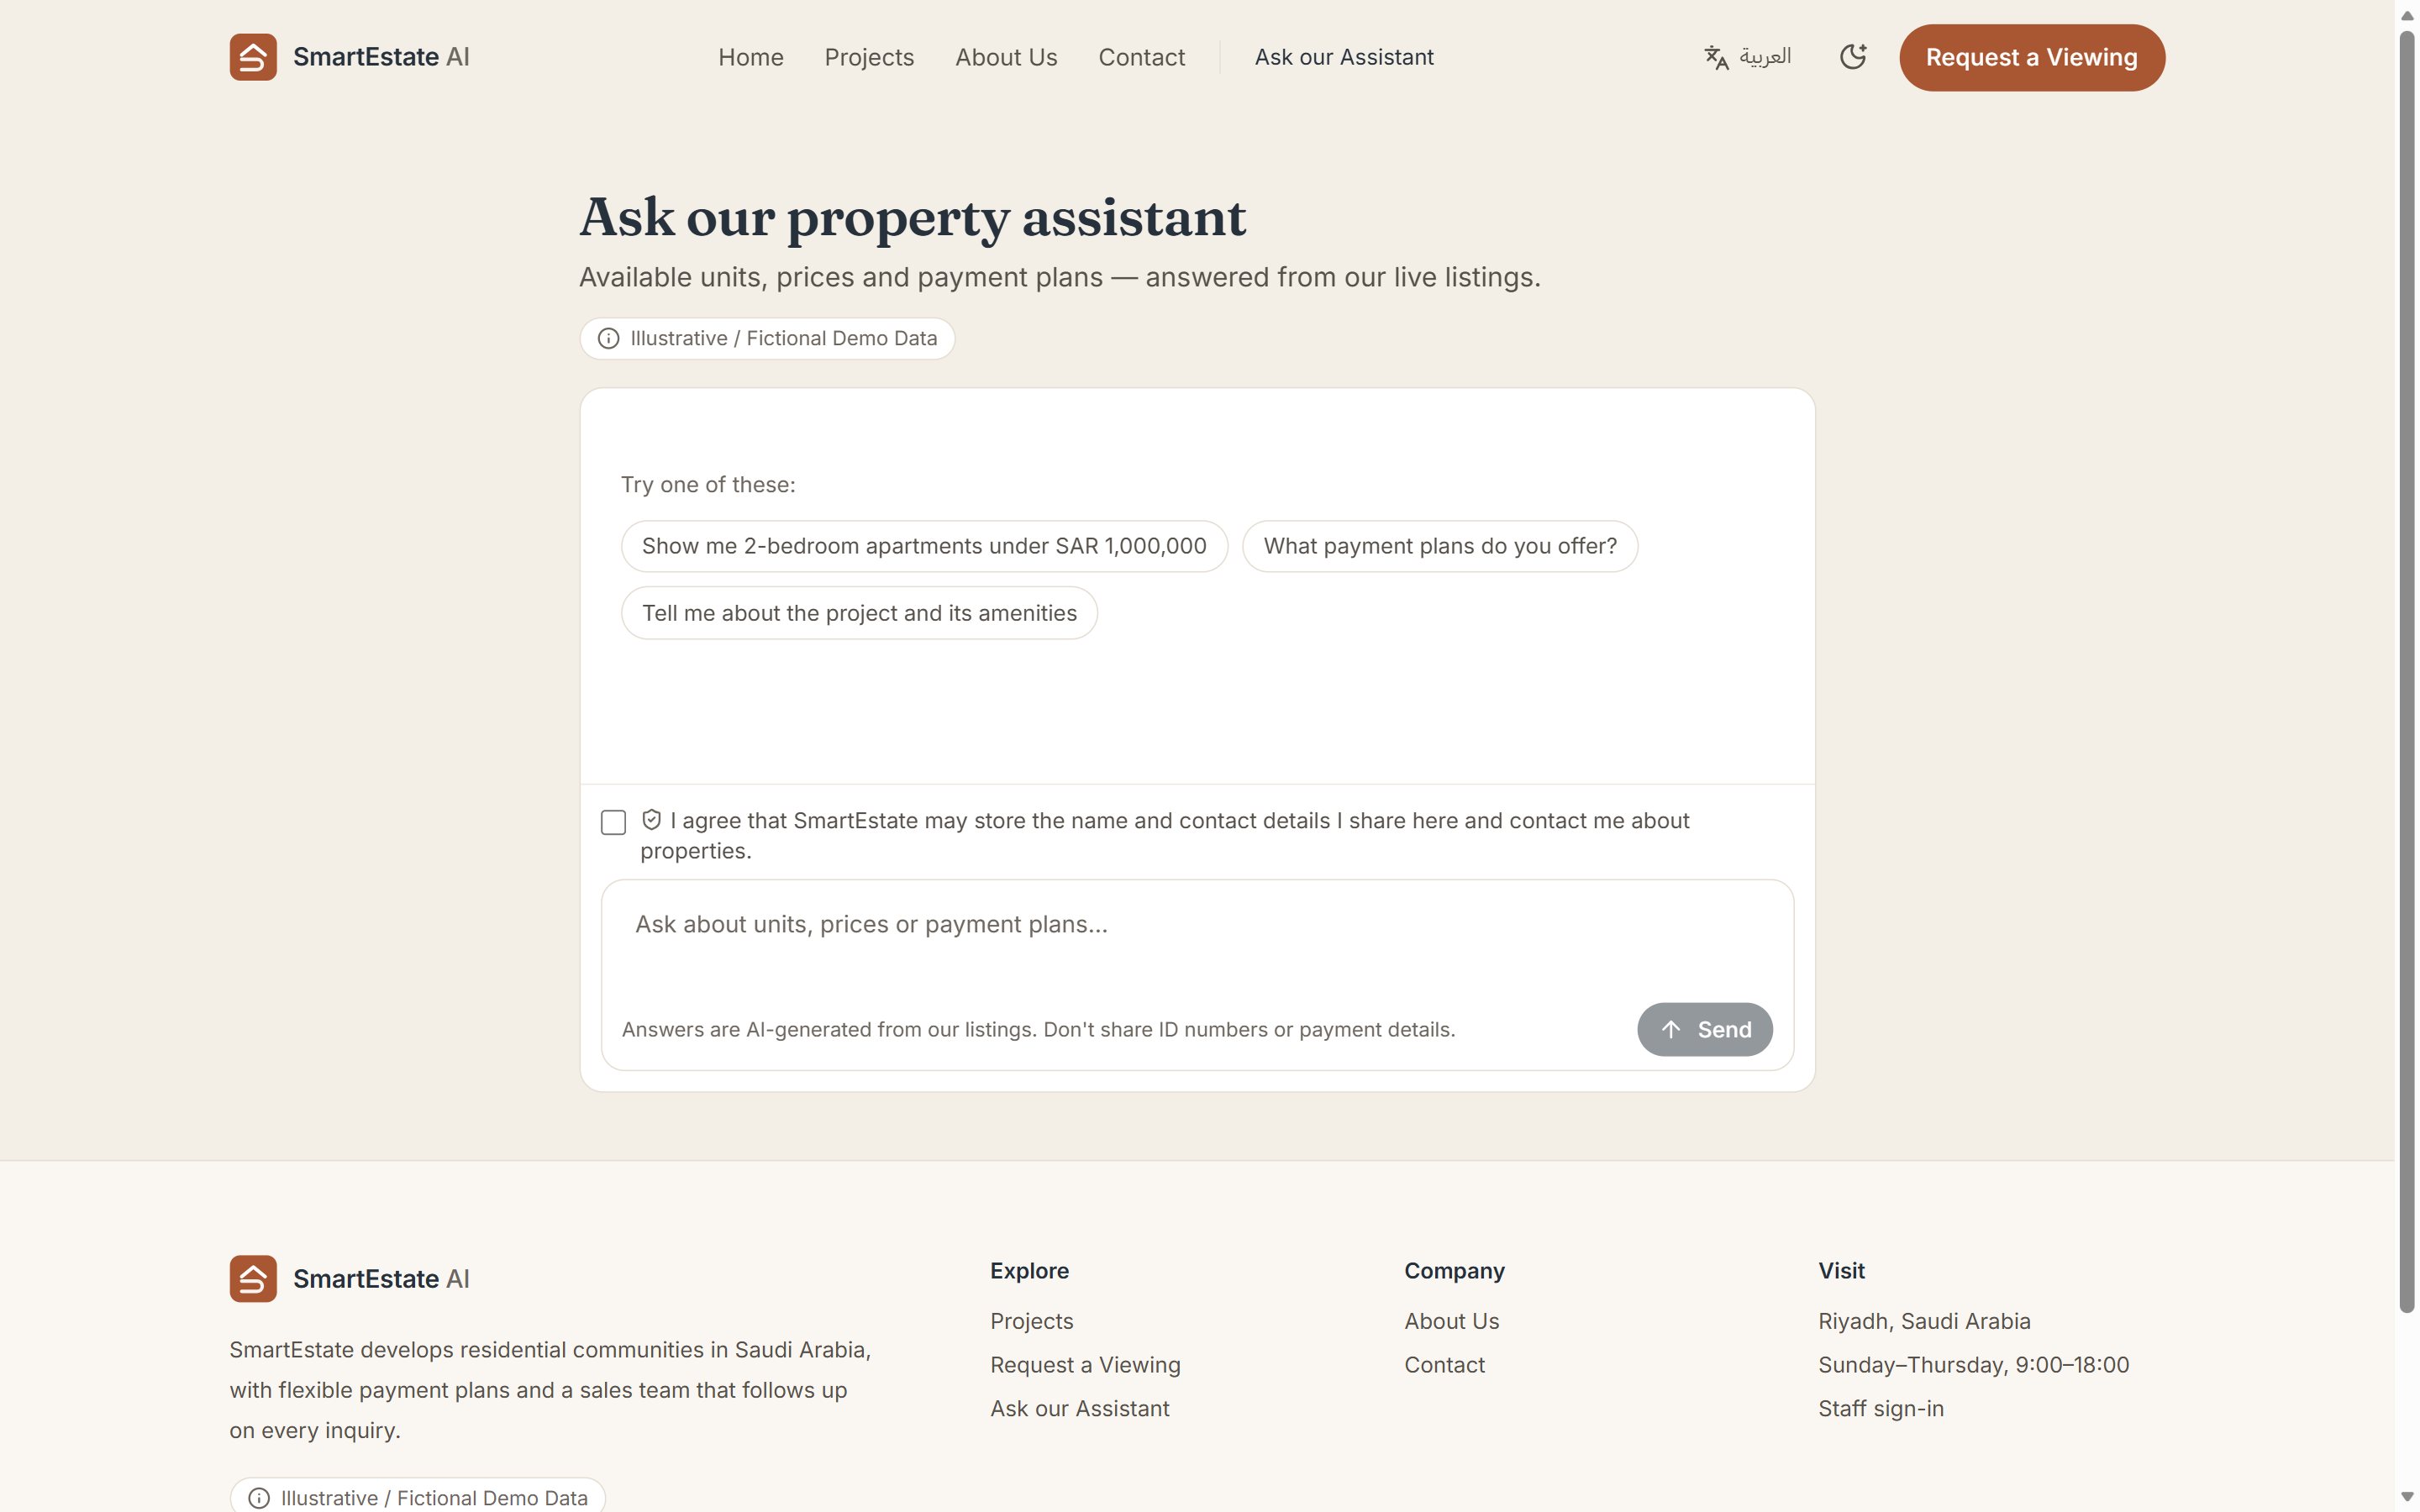 SmartEstate AI
Home Projects About Us Contact Ask our Assistant
العربية
Request a Viewing
Ask our property assistant
Available units, prices and payment plans — answered from our live listings.
Illustrative / Fictional Demo Data
Try one of these:
Show me 2-bedroom apartments under SAR 1,000,000
What payment plans do you offer?
Tell me about the project and its amenities
I agree that SmartEstate may store the name and contact details I share here and contact me about
properties.
Ask about units, prices or payment plans...
Answers are AI-generated from our listings. Don't share ID numbers or payment details.
Send
SmartEstate AI
SmartEstate develops residential communities in Saudi Arabia,
with flexible payment plans and a sales team that follows up
on every inquiry.
Illustrative / Fictional Demo Data
Explore
Projects
Request a Viewing
Ask our Assistant
Company
About Us
Contact
Visit
Riyadh, Saudi Arabia
Sunday–Thursday, 9:00–18:00
Staff sign-in